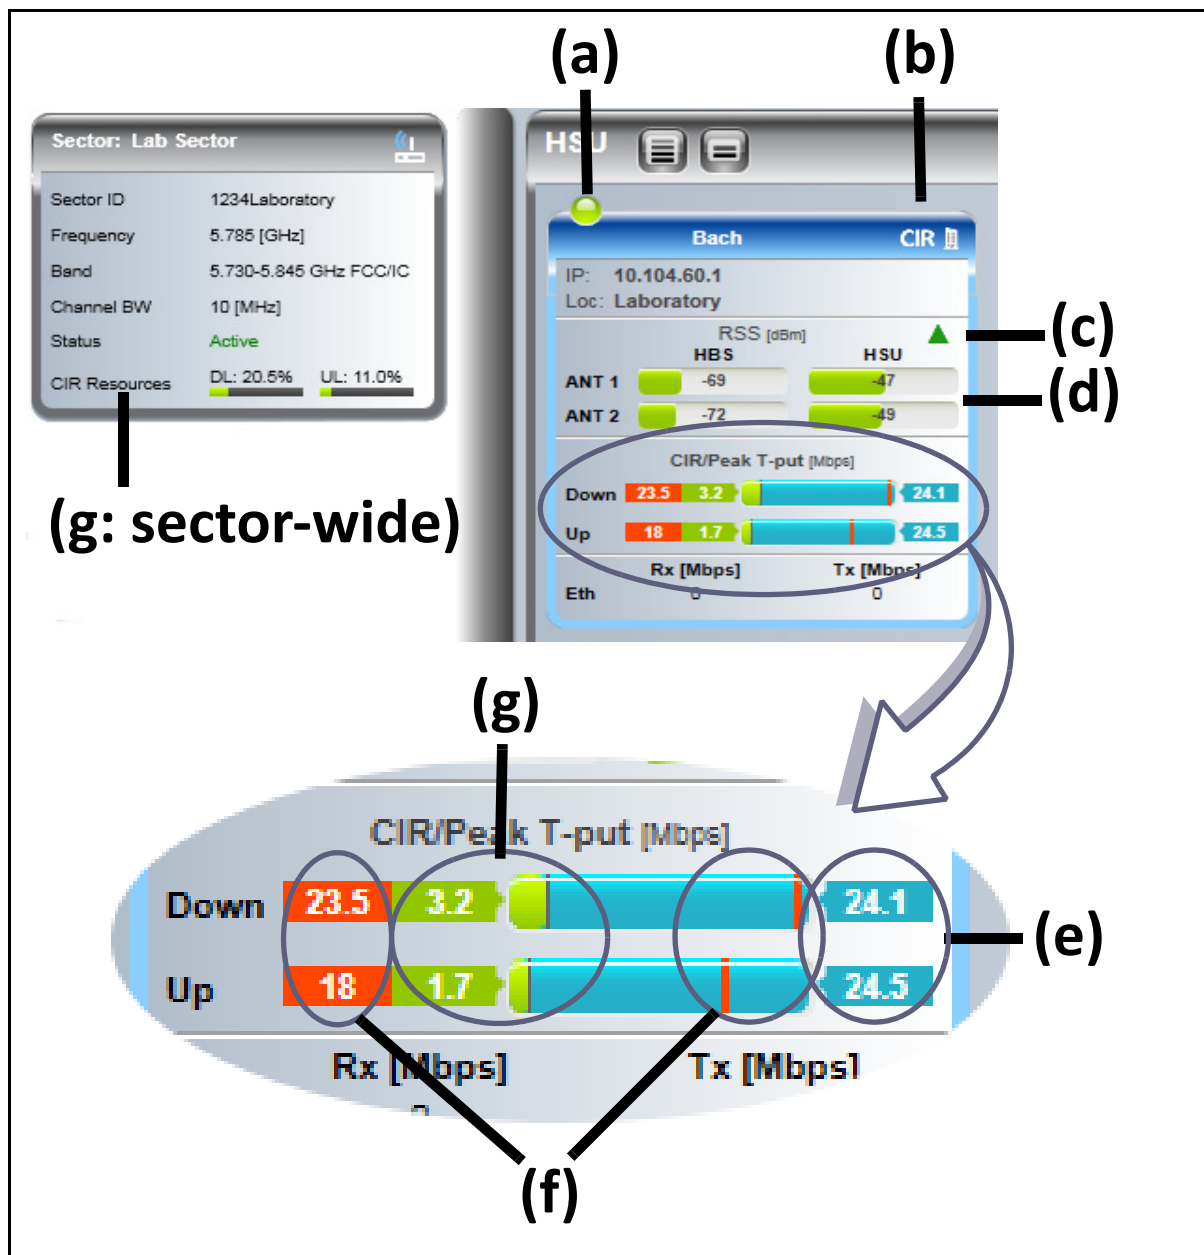 (a)
(b)
Sector: Lab Sector
Sector ID 1234Laboratory
Frequency 5.785 [GHz]
Band 5.730-5.845 GHz FCC/IC
Channel BW 10 [MHz]
Status Active
CIR Resources DL: 20.5% UL: 11.0%
(g: sector-wide)
HSU
Bach CIR
IP: 10.104.60.1
Loc: Laboratory
RSS [dBm]
HBS HSU
ANT 1 -69 -47
ANT 2 -72 -49
(c)
(d)
CIR/Peak T-put [Mbps]
Down 23.5 3.2 24.1
Up 18 1.7 24.5
Rx [Mbps] Tx [Mbps]
Eth 0 0
(g)
CIR/Peak T-put [Mbps]
Down 23.5 3.2 24.1
Up 18 1.7 24.5
(e)
Rx [Mbps] Tx [Mbps]
(f)